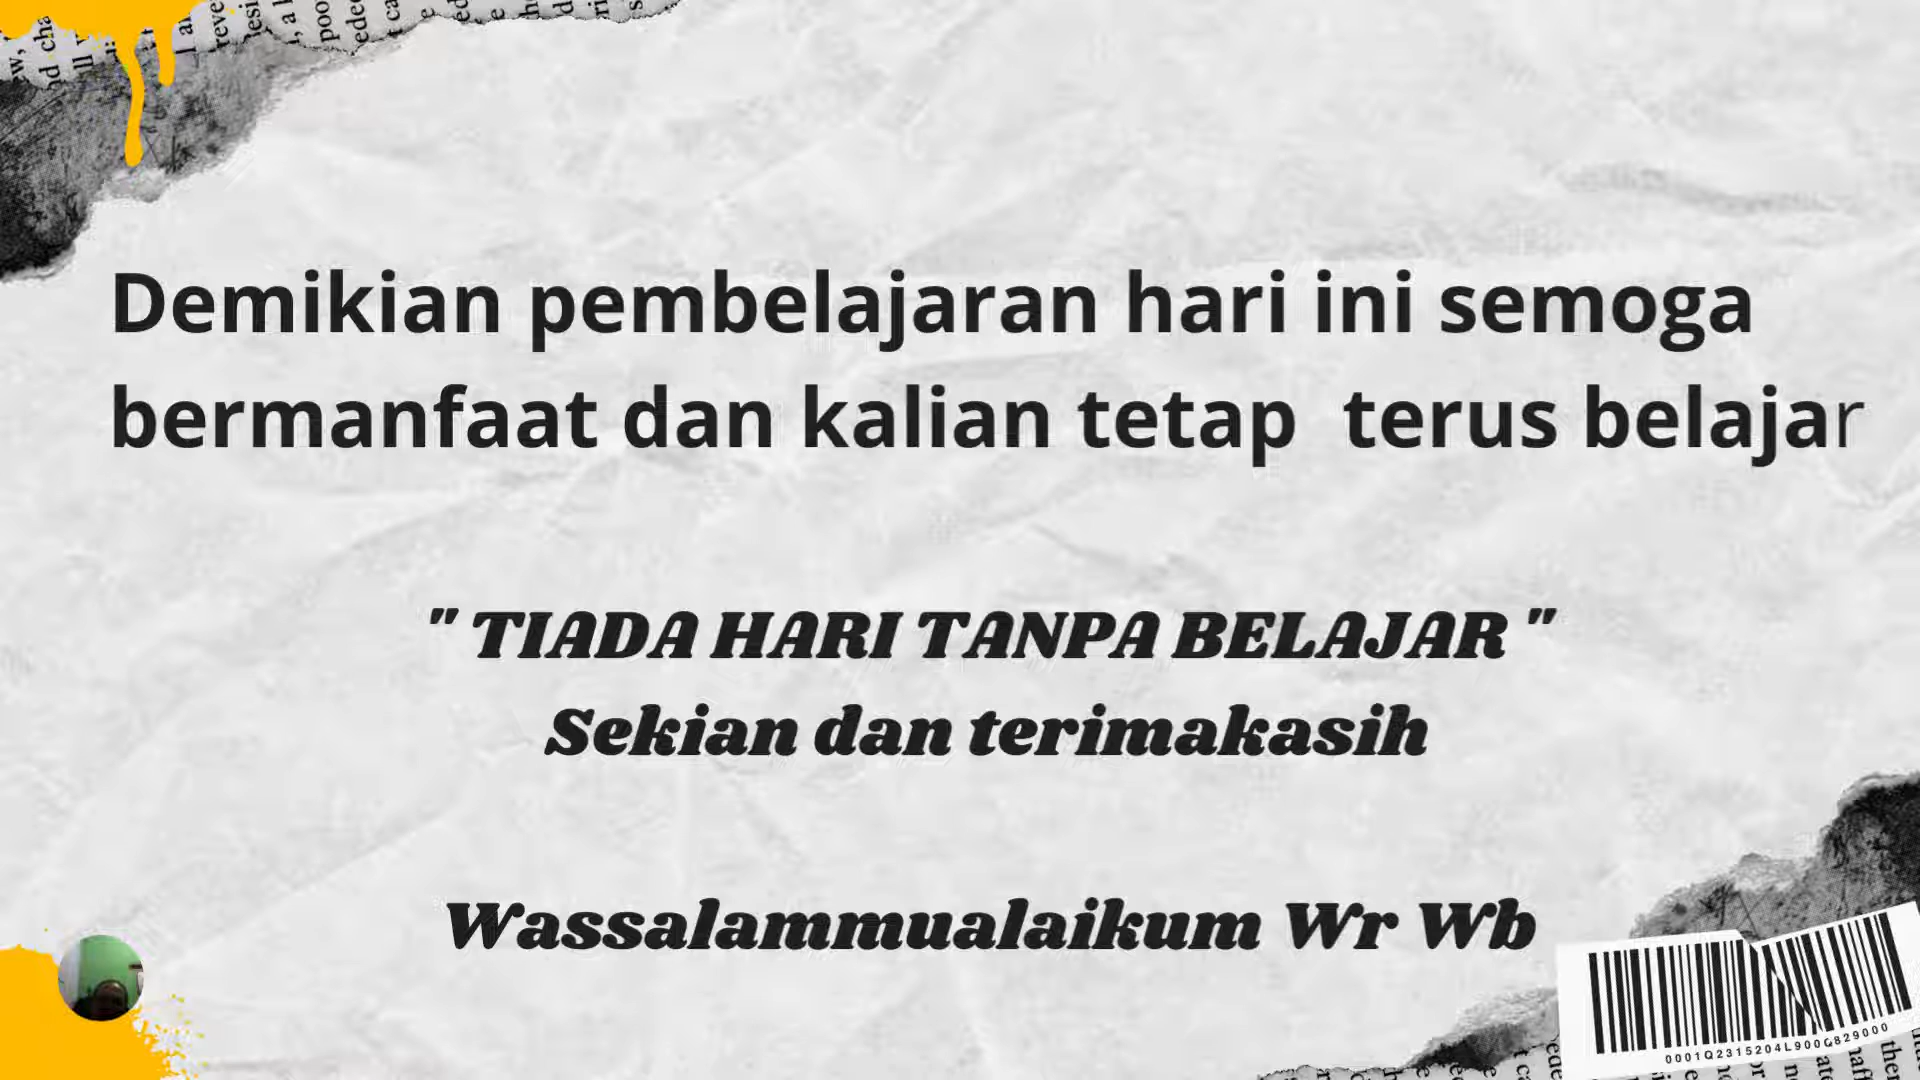 Demikian pembelajaran hari ini semoga
bermanfaat dan kalian tetap  terus belajar
" TIADA HARI TANPA BELAJAR "
Sekian dan terimakasih
Wassalammualaikum Wr Wb